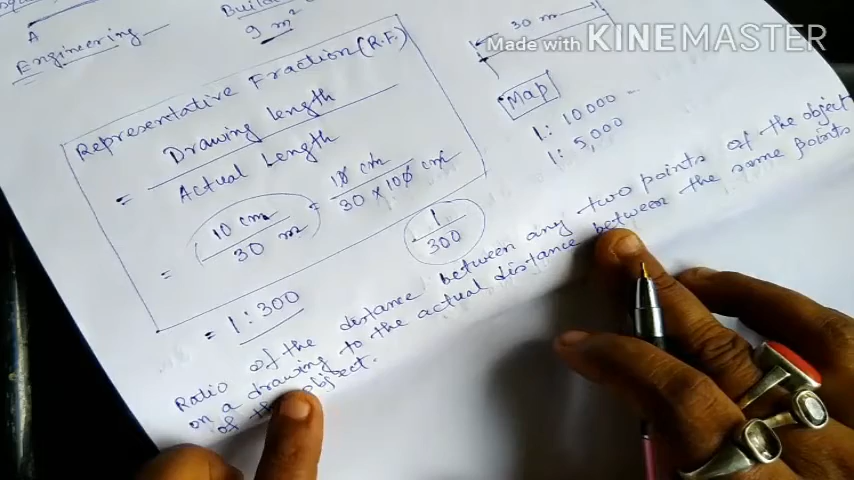 A
Engineering
9 m²
Representative Fraction (R.F.)
= Drawing length
Actual Length
= 10 cm
30 m
= 10 cm
30 × 100 cm
1
300
= 1:300
30 m
Made with KINEMASTER
Map
1: 10,000
1: 5,000
Ratio of the distance between any two points of the object
on a drawing to the actual distance between the same points
of the object.